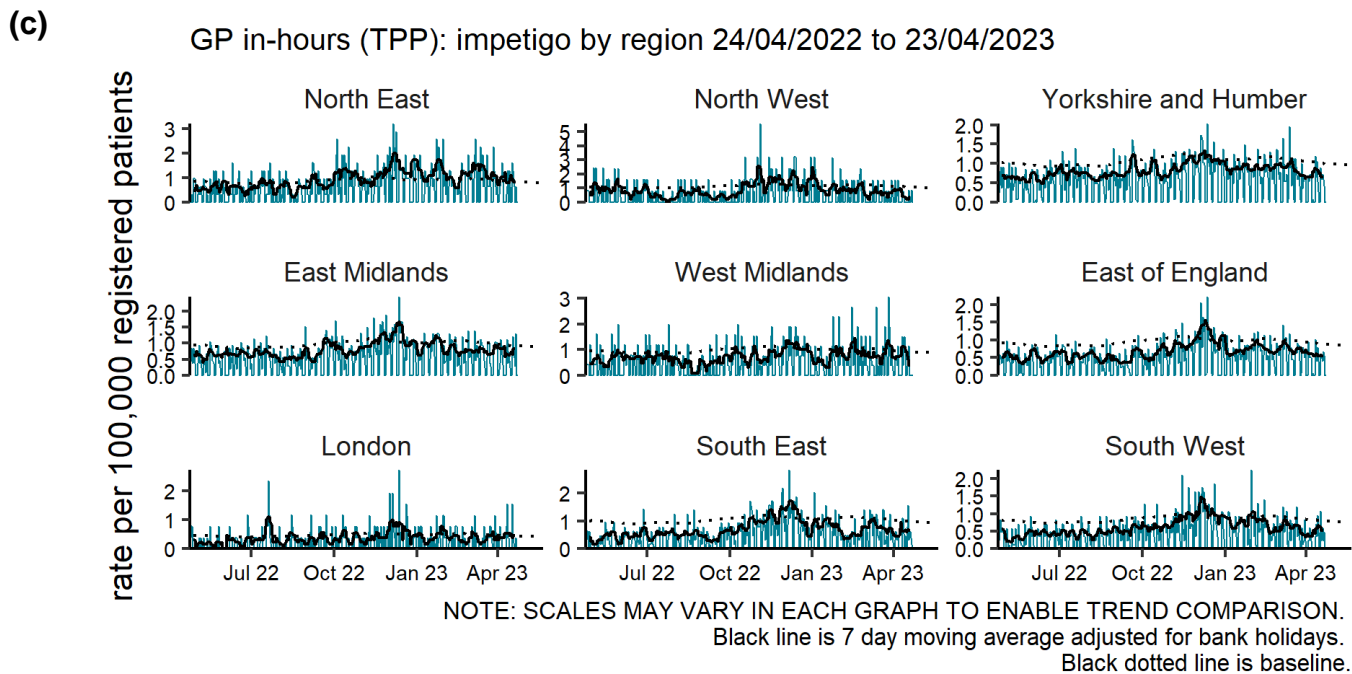 (c)
GP in-hours (TPP): impetigo by region 24/04/2022 to 23/04/2023
rate per 100,000 registered patients
North East
3
2
1
0
North West
5
4
3
2
1
0
Yorkshire and Humber
2.0
1.5
1.0
0.5
0.0
East Midlands
2.0
1.5
1.0
0.5
0.0
West Midlands
3
2
1
0
East of England
2.0
1.5
1.0
0.5
0.0
London
2
1
0
Jul 22 Oct 22 Jan 23 Apr 23
South East
2
1
0
Jul 22 Oct 22 Jan 23 Apr 23
South West
2.0
1.5
1.0
0.5
0.0
Jul 22 Oct 22 Jan 23 Apr 23
NOTE: SCALES MAY VARY IN EACH GRAPH TO ENABLE TREND COMPARISON.
Black line is 7 day moving average adjusted for bank holidays.
Black dotted line is baseline.